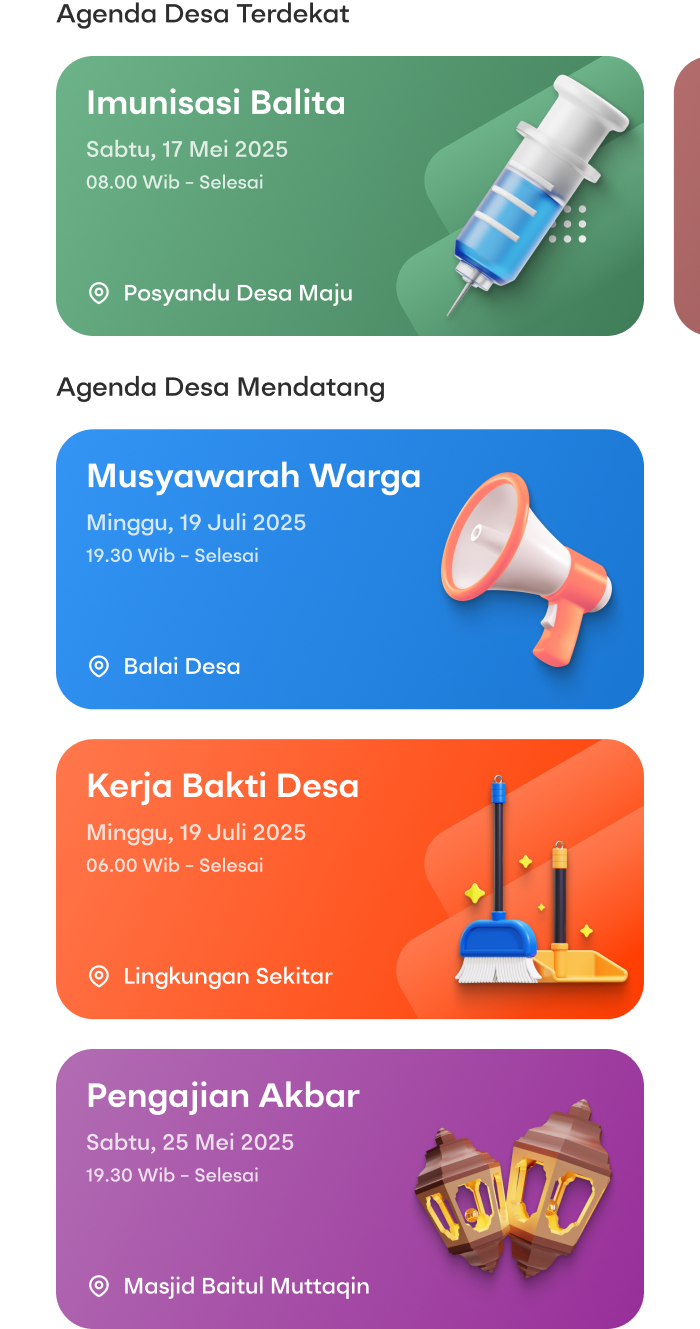 Agenda Desa Terdekat
Imunisasi Balita
Sabtu, 17 Mei 2025
08.00 Wib – Selesai
Posyandu Desa Maju
Agenda Desa Mendatang
Musyawarah Warga
Minggu, 19 Juli 2025
19.30 Wib – Selesai
Balai Desa
Kerja Bakti Desa
Minggu, 19 Juli 2025
06.00 Wib – Selesai
Lingkungan Sekitar
Pengajian Akbar
Sabtu, 25 Mei 2025
19.30 Wib – Selesai
Masjid Baitul Muttaqin